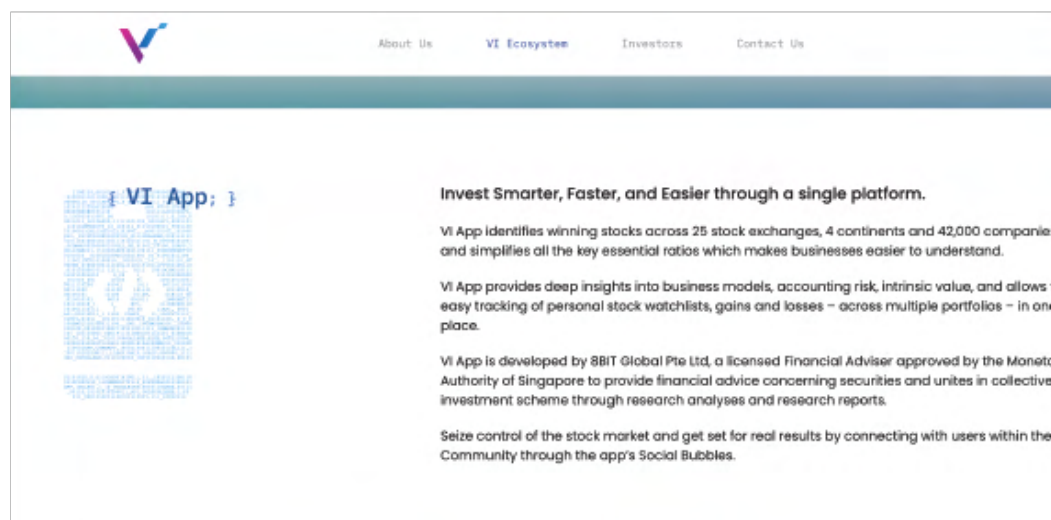 About Us VI Ecosystem Investors Contact Us
{ VI App; }
Invest Smarter, Faster, and Easier through a single platform.
VI App identifies winning stocks across 25 stock exchanges, 4 continents and 42,000 companie
and simplifies all the key essential ratios which makes businesses easier to understand.
VI App provides deep insights into business models, accounting risk, intrinsic value, and allows
easy tracking of personal stock watchlists, gains and losses – across multiple portfolios – in one
place.
VI App is developed by 8BIT Global Pte Ltd, a licensed Financial Adviser approved by the Moneta
Authority of Singapore to provide financial advice concerning securities and unites in collective
investment scheme through research analyses and research reports.
Seize control of the stock market and get set for real results by connecting with users within the
Community through the app's Social Bubbles.